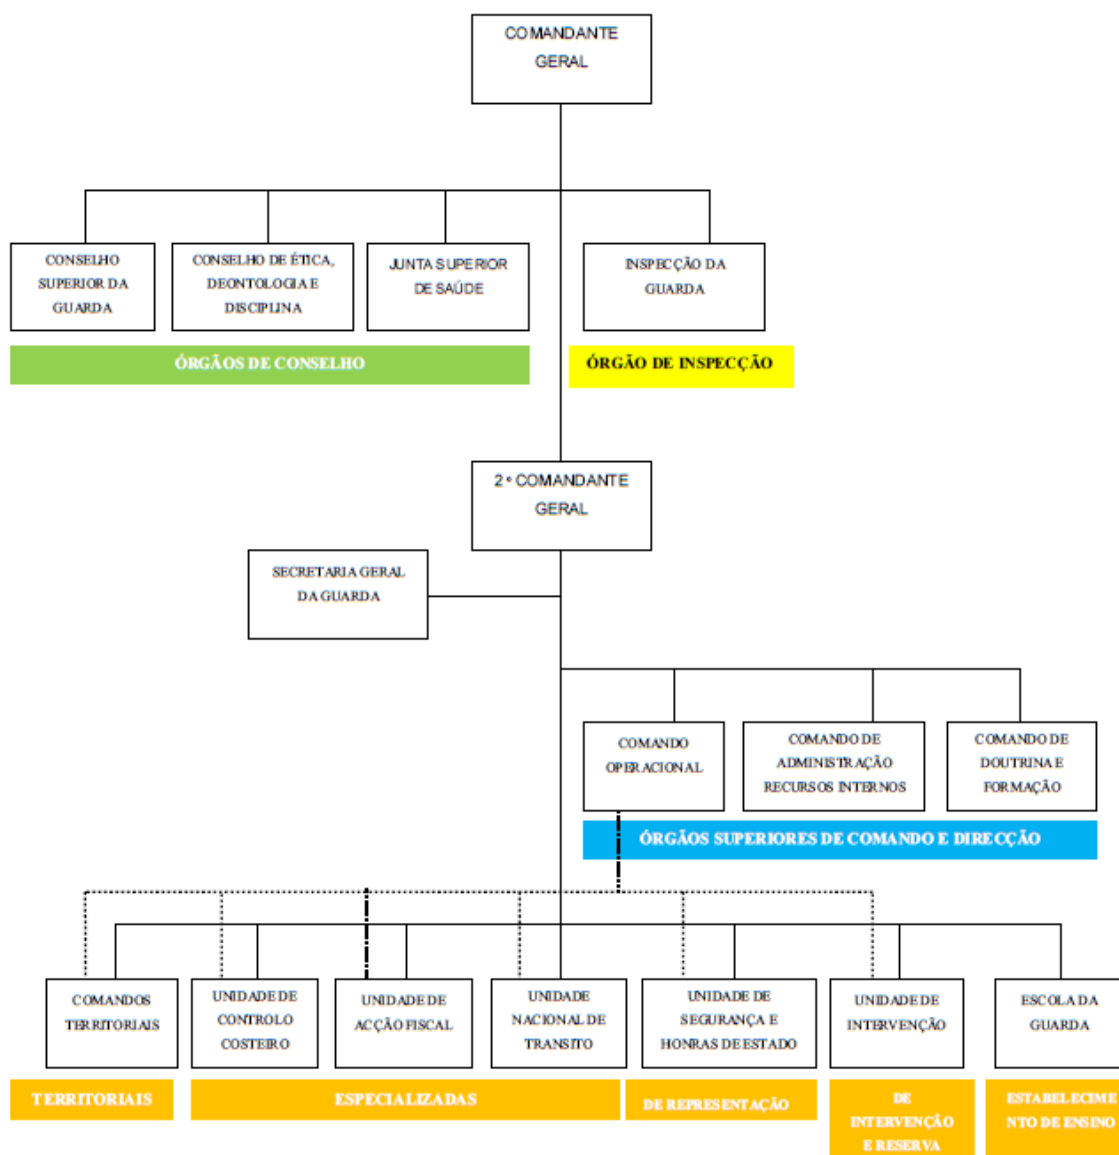 COMANDANTE
GERAL
CONSELHO
SUPERIOR DA
GUARDA
CONSELHO DE ÉTICA,
DEONTOLOGIA E
DISCIPLINA
JUNTA SUPERIOR
DE SAÚDE
INSPECÇÃO DA
GUARDA
ÓRGÃOS DE CONSELHO
ÓRGÃO DE INSPECÇÃO
2º COMANDANTE
GERAL
SECRETARIA GERAL
DA GUARDA
COMANDO
OPERACIONAL
COMANDO DE
ADMINISTRAÇÃO
RECURSOS INTERNOS
COMANDO DE
DOUTRINA E
FORMAÇÃO
ÓRGÃOS SUPERIORES DE COMANDO E DIRECÇÃO
COMANDOS
TERRITORIAIS
UNIDADE DE
CONTROLO
COSTEIRO
UNIDADE DE
ACÇÃO FISCAL
UNIDADE
NACIONAL DE
TRANSITO
UNIDADE DE
SEGURANÇA E
HONRAS DE ESTADO
UNIDADE DE
INTERVENÇÃO
ESCOLA DA
GUARDA
TERRITORIAIS
ESPECIALIZADAS
DE REPRESENTAÇÃO
DE
INTERVENÇÃO
E RESERVA
ESTABELECIME
NTO DE ENSINO